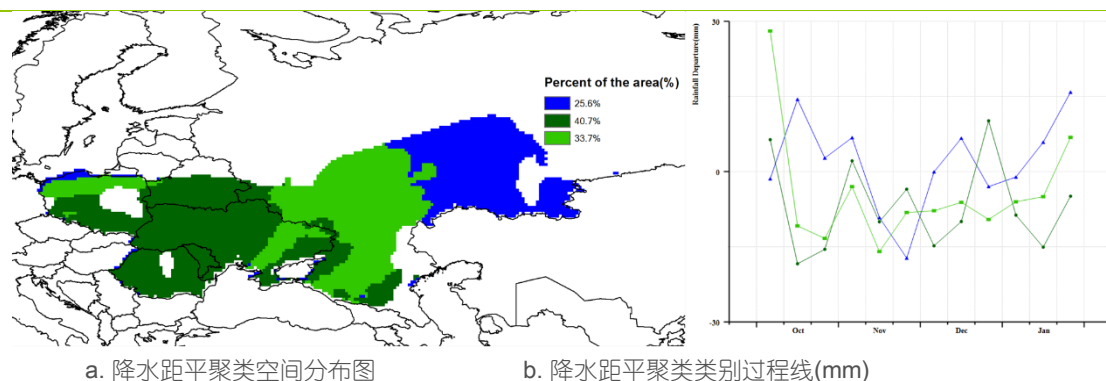 Percent of the area(%)
25.6%
40.7%
33.7%
Rainfall Departure(mm)
30
0
-30
Oct Nov Dec Jan
a. 降水距平聚类空间分布图 b. 降水距平聚类类别过程线(mm)